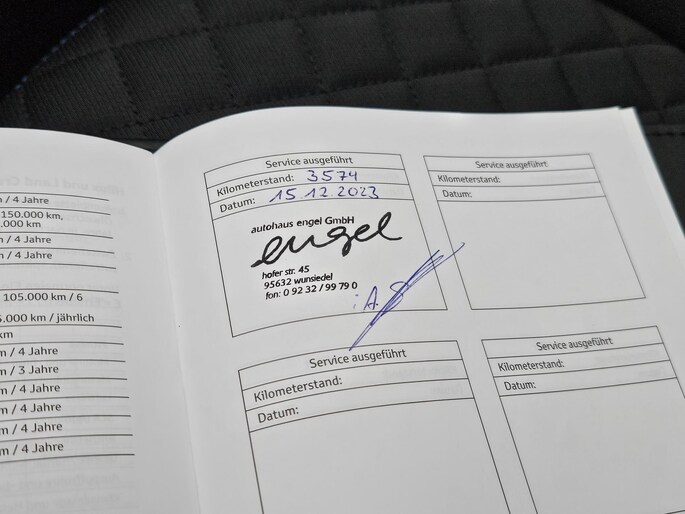 m / 4 Jahre
150.000 km,
.000 km
m / 4 Jahre
m / 4 Jahre
105.000 km / 6
.000 km / jährlich
km
m / 4 Jahre
m / 3 Jahre
m / 4 Jahre
m / 4 Jahre
m / 4 Jahre
m / 4 Jahre
Service ausgeführt
Kilometerstand: 3574
Datum: 15.12.2023
autohaus engel GmbH
engel
hofer str. 45
95632 wunsiedel
fon: 0 92 32 / 99 79 0
i.A.
Service ausgeführt
Kilometerstand:
Datum:
Service ausgeführt
Kilometerstand:
Datum:
Service ausgeführt
Kilometerstand:
Datum: